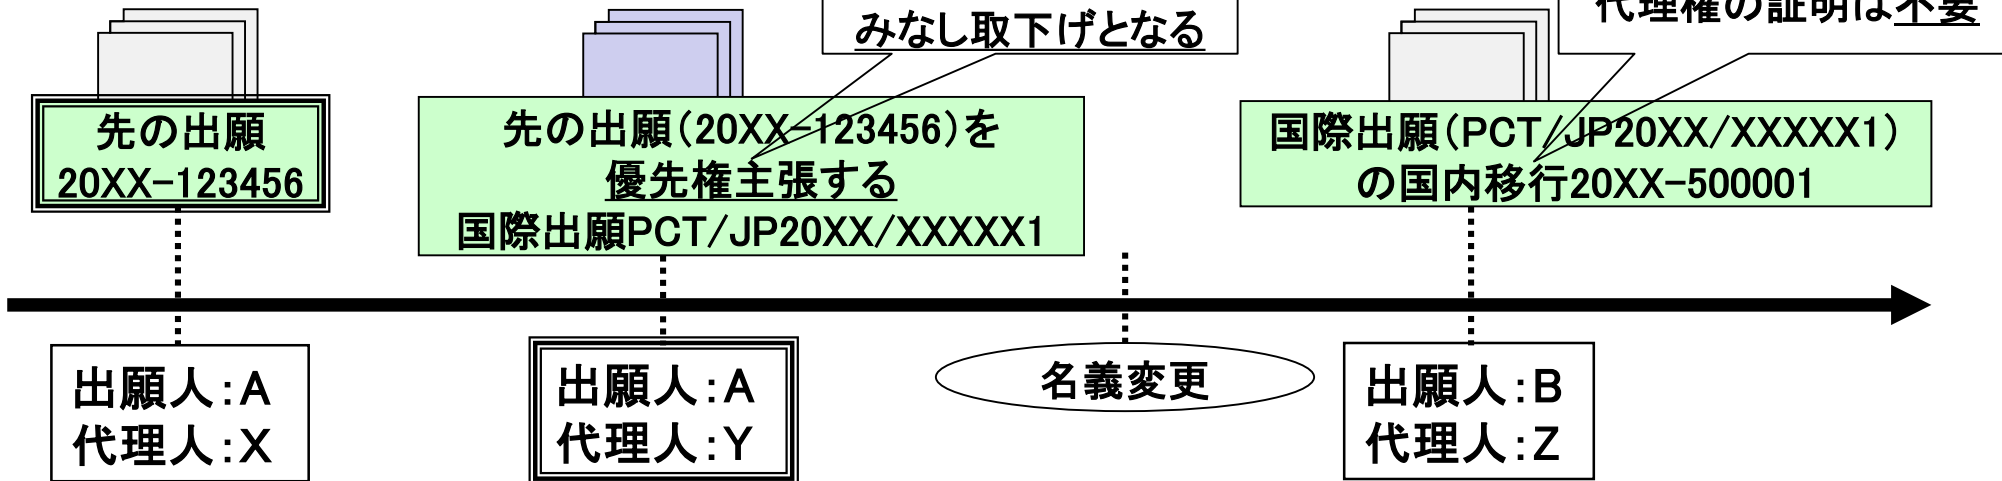 みなし取下げとなる
代理権の証明は不要
先の出願
20XX-123456
先の出願(20XX-123456)を
優先権主張する
国際出願PCT/JP20XX/XXXXX1
国際出願(PCT/JP20XX/XXXXX1)
の国内移行20XX-500001
出願人:A
代理人:X
出願人:A
代理人:Y
名義変更
出願人:B
代理人:Z